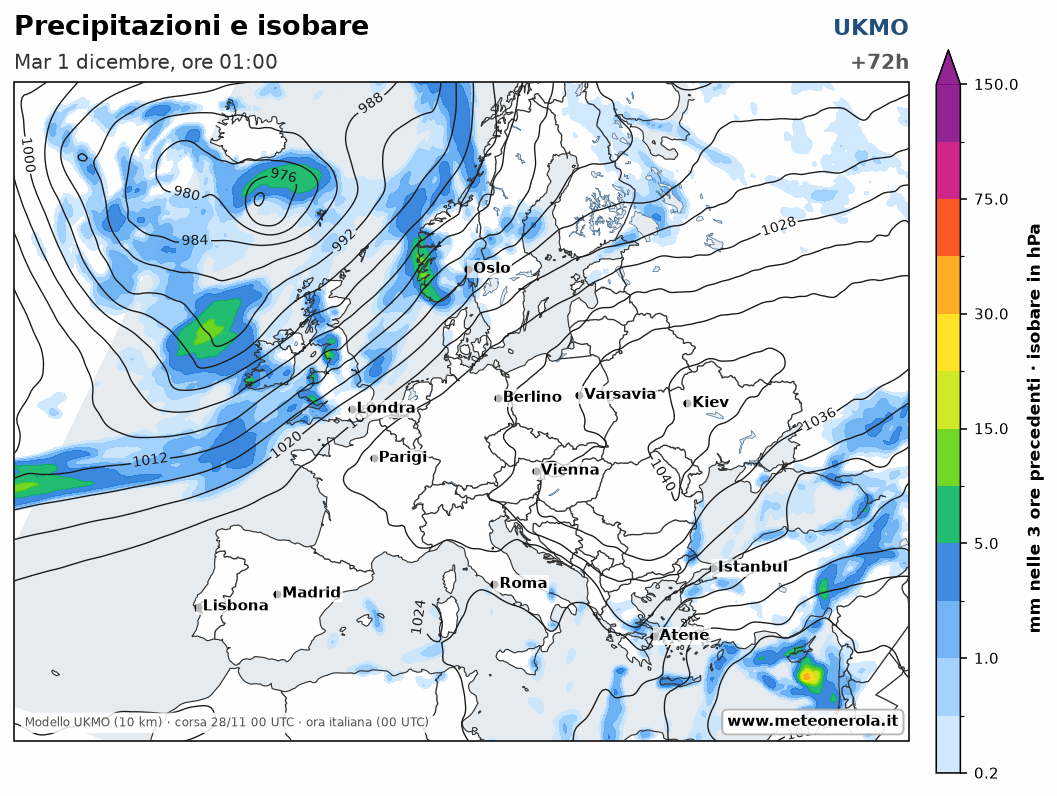 Precipitazioni e isobare
UKMO
Mar 1 dicembre, ore 01:00
+72h
988
1000
976
980
984
992
1028
Oslo
Berlino
Varsavia
Kiev
Londra
1036
1020
1012
Parigi
Vienna
1040
Istanbul
Roma
Madrid
Lisbona
1024
Atene
Modello UKMO (10 km) · corsa 28/11 00 UTC · ora italiana (00 UTC)
www.meteonerola.it
150.0
75.0
30.0
15.0
5.0
1.0
0.2
mm nelle 3 ore precedenti · isobare in hPa